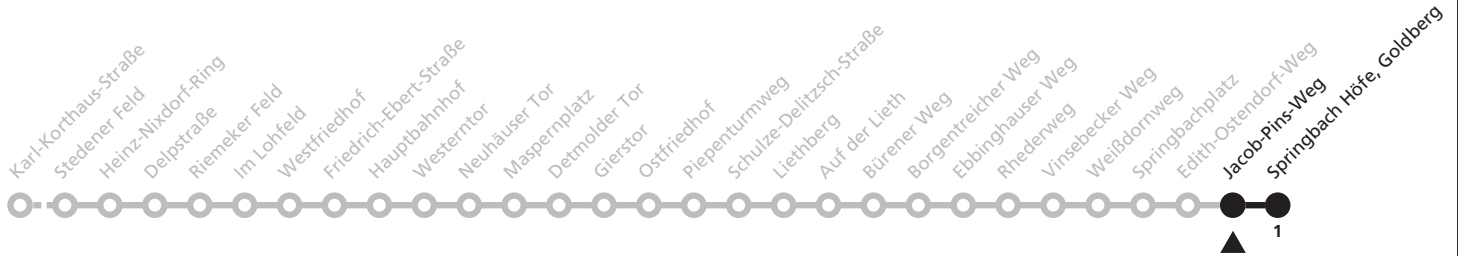 Karl-Korthaus-Straße
Stedener Feld
Heinz-Nixdorf-Ring
Delpstraße
Riemeker Feld
Im Lohfeld
Westfriedhof
Friedrich-Ebert-Straße
Hauptbahnhof
Westerntor
Neuhäuser Tor
Maspernplatz
Detmolder Tor
Gierstor
Ostfriedhof
Piepenturmweg
Schulze-Delitzsch-Straße
Liethberg
Auf der Lieth
Bürener Weg
Borgentreicher Weg
Ebbinghauser Weg
Rhederweg
Vinsebecker Weg
Weißdornweg
Springbachplatz
Edith-Ostendorf-Weg
Jacob-Pins-Weg
Springbach Höfe, Goldberg
1